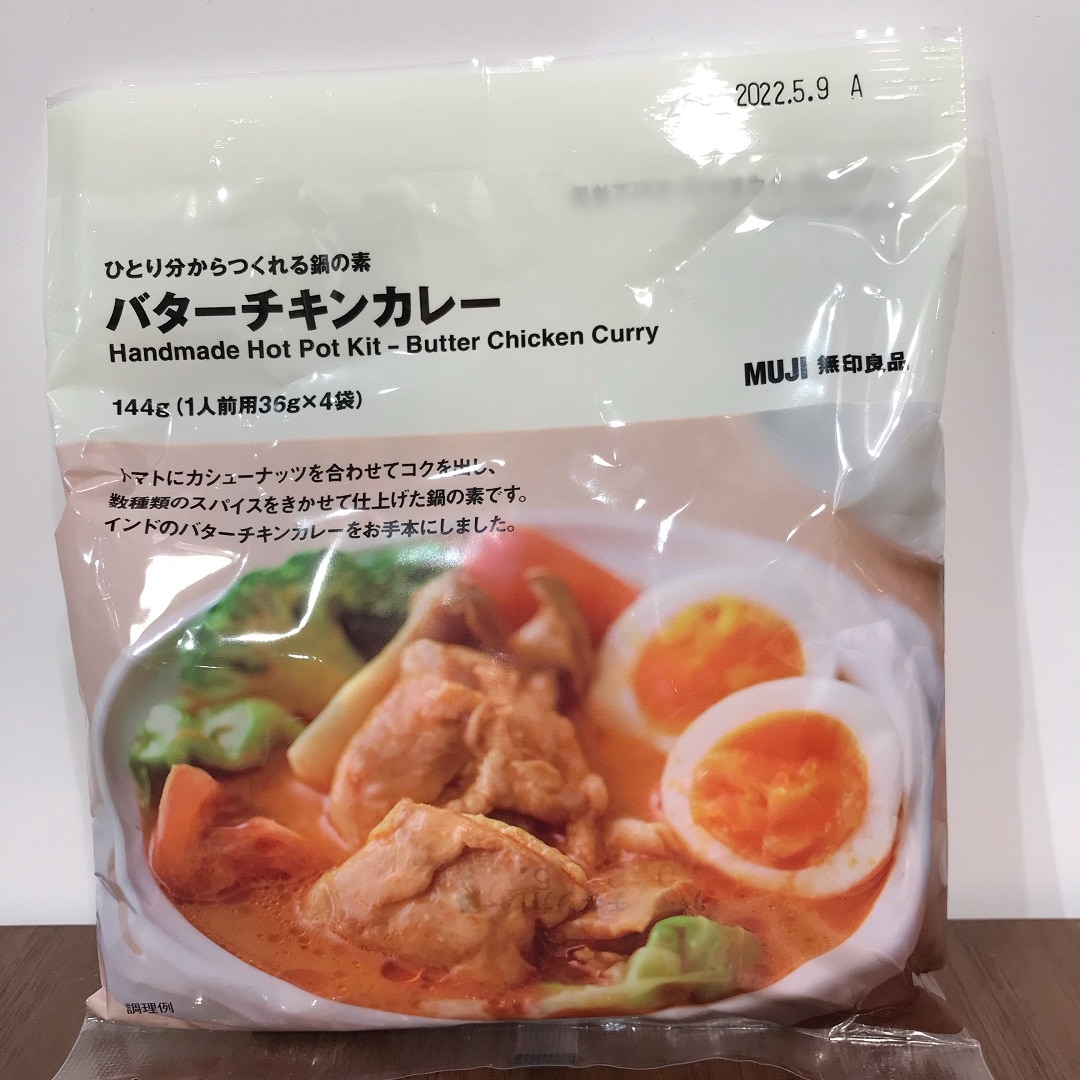 2022.5.9 A
ひとり分からつくれる鍋の素
バターチキンカレー
Handmade Hot Pot Kit – Butter Chicken Curry
MUJI 無印良品
144g (1人前用36g×4袋)
トマトにカシューナッツを合わせてコクを出し、
数種類のスパイスをきかせて仕上げた鍋の素です。
インドのバターチキンカレーをお手本にしました。
調理例